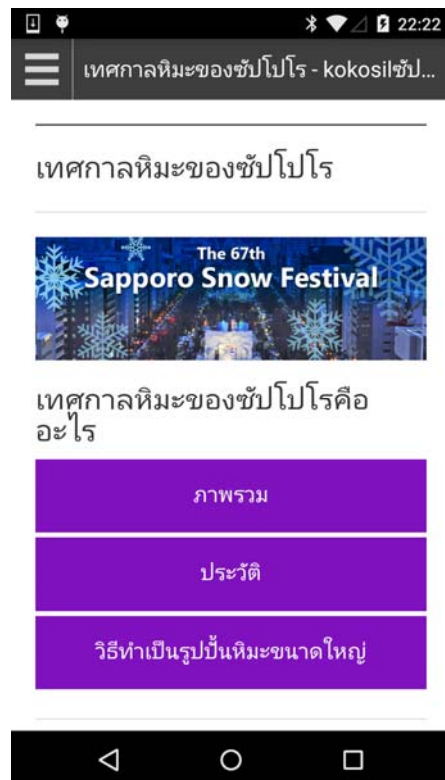 22:22
เทศกาลหิมะของซัปโปโร - kokosilซัป...
เทศกาลหิมะของซัปโปโร
The 67th
Sapporo Snow Festival
เทศกาลหิมะของซัปโปโรคือ
อะไร
ภาพรวม
ประวัติ
วิธีทำเป็นรูปปั้นหิมะขนาดใหญ่